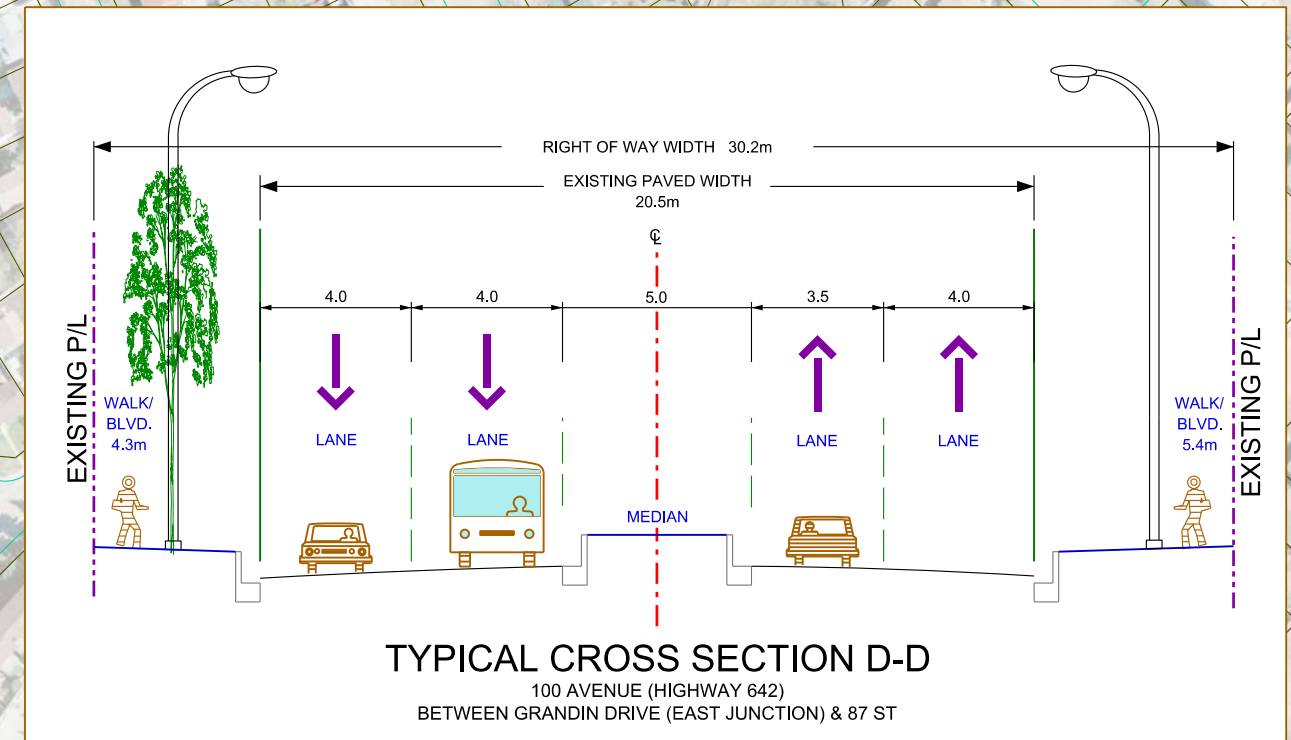 RIGHT OF WAY WIDTH 30.2m
EXISTING PAVED WIDTH
20.5m
℄
4.0
4.0
5.0
3.5
4.0
EXISTING P/L
WALK/
BLVD.
4.3m
LANE
LANE
MEDIAN
LANE
LANE
WALK/
BLVD.
5.4m
EXISTING P/L
TYPICAL CROSS SECTION D-D
100 AVENUE (HIGHWAY 642)
BETWEEN GRANDIN DRIVE (EAST JUNCTION) & 87 ST